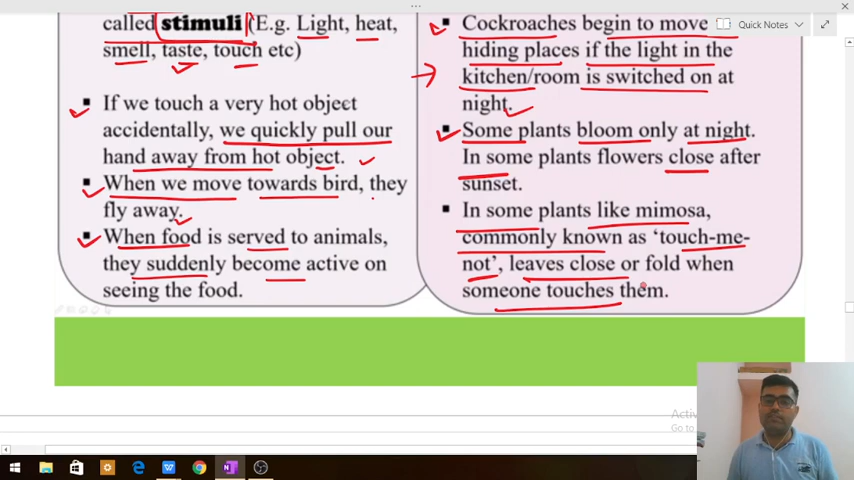 Quick Notes
called stimuli (E.g. Light, heat,
smell, taste, touch etc)
▪ If we touch a very hot object
accidentally, we quickly pull our
hand away from hot object.
▪ When we move towards bird, they
fly away.
▪ When food is served to animals,
they suddenly become active on
seeing the food.
▪ Cockroaches begin to move
hiding places if the light in the
kitchen/room is switched on at
night.
▪ Some plants bloom only at night.
In some plants flowers close after
sunset.
▪ In some plants like mimosa,
commonly known as ‘touch-me-
not’, leaves close or fold when
someone touches them.
Activ
Go to